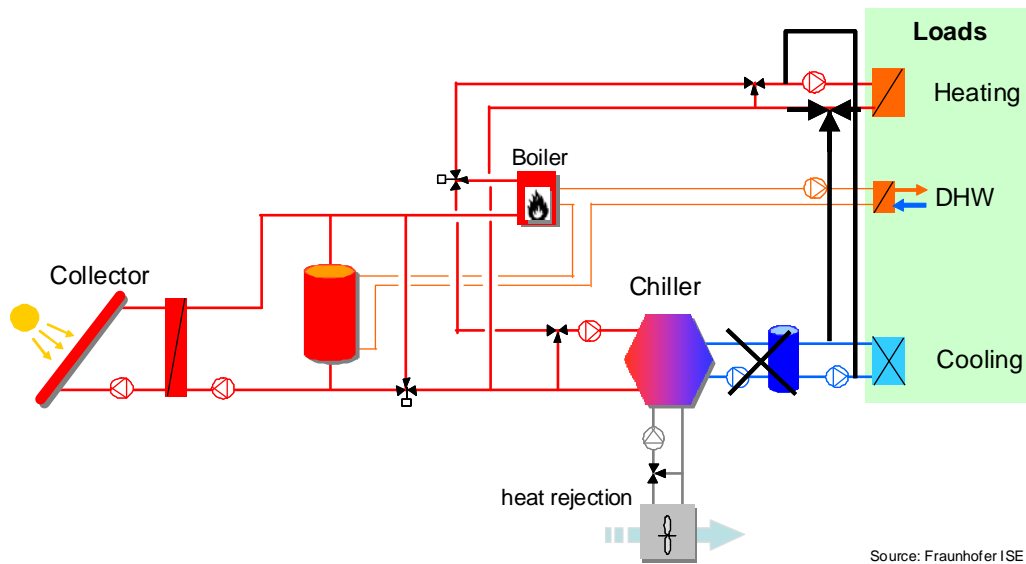 Loads
Heating
Boiler
DHW
Collector
Chiller
Cooling
heat rejection
Source: Fraunhofer ISE